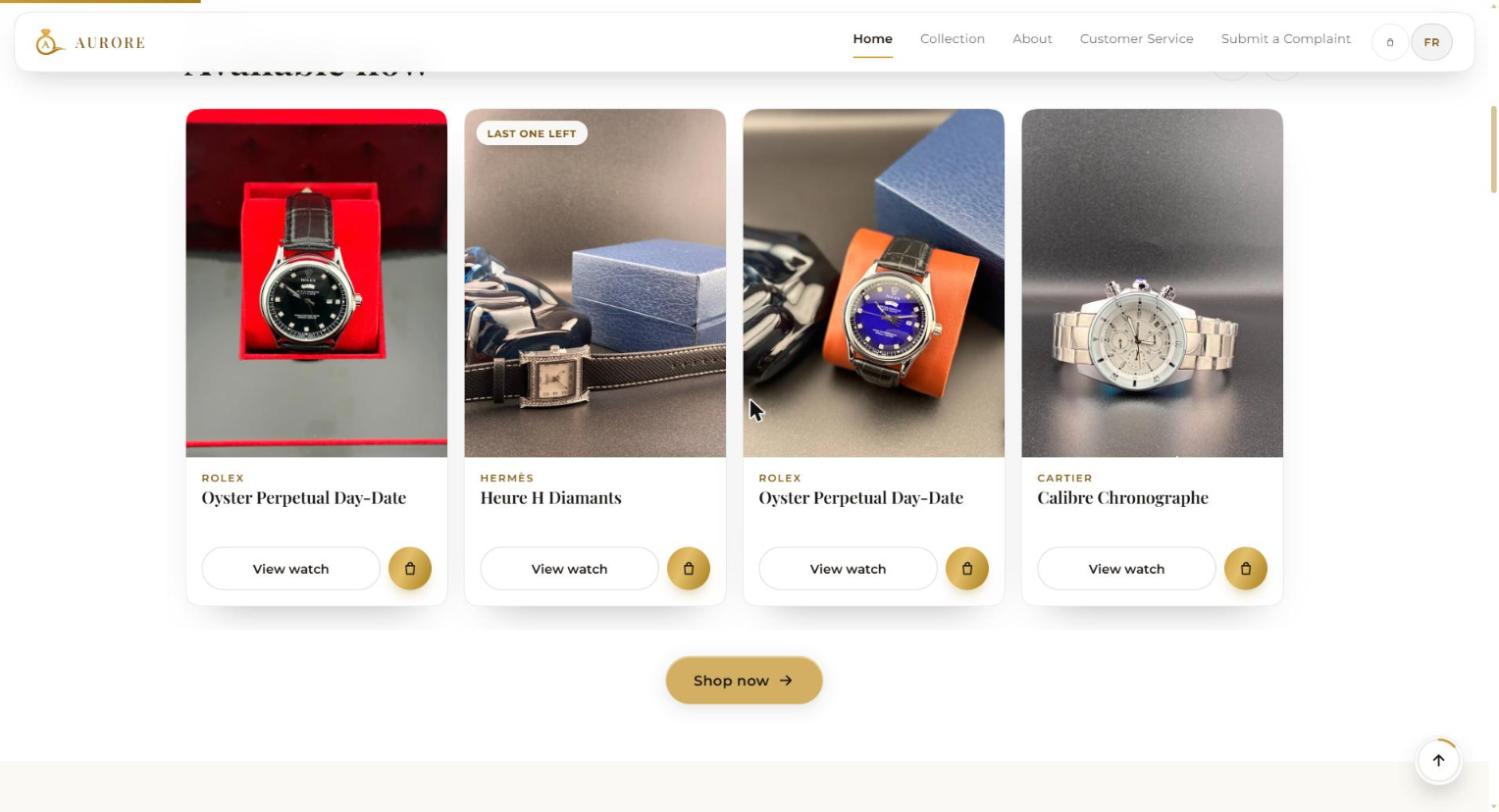 AURORE
Home Collection About Customer Service Submit a Complaint FR
Available now
LAST ONE LEFT
ROLEX
Oyster Perpetual Day-Date
View watch
HERMÈS
Heure H Diamants
View watch
ROLEX
Oyster Perpetual Day-Date
View watch
CARTIER
Calibre Chronographe
View watch
Shop now